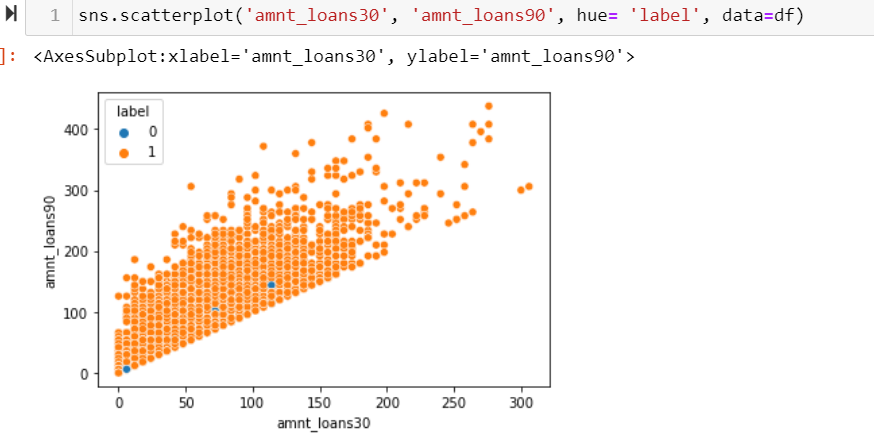 1 sns.scatterplot('amnt_loans30', 'amnt_loans90', hue= 'label', data=df)
]: <AxesSubplot:xlabel='amnt_loans30', ylabel='amnt_loans90'>
label
0
1
400
300
200
100
0
amnt_loans90
0 50 100 150 200 250 300
amnt_loans30